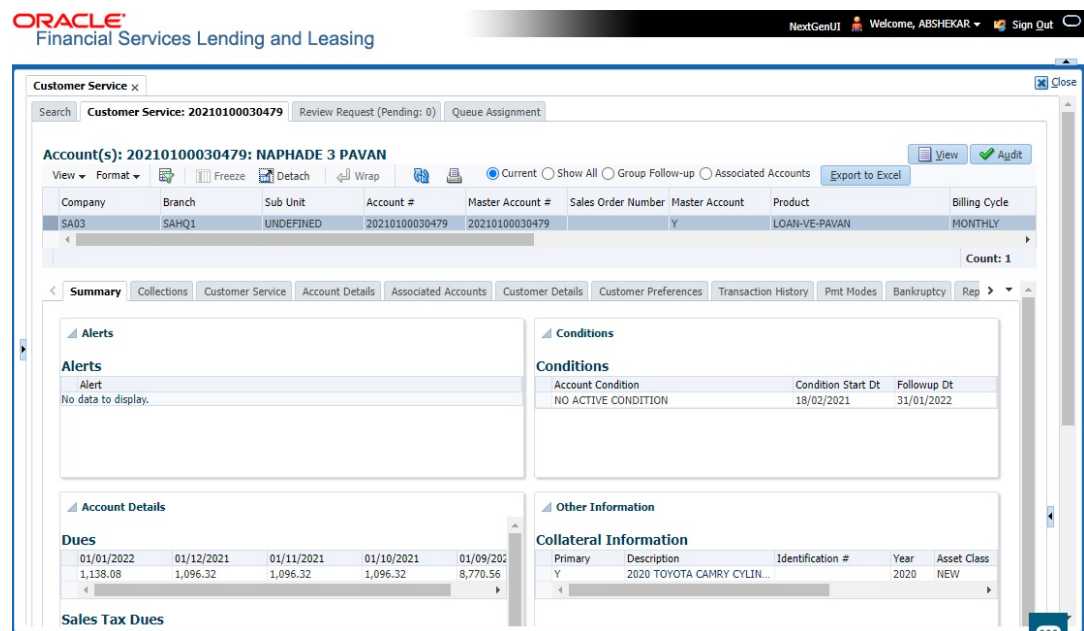 ORACLE
Financial Services Lending and Leasing
NextGenUI Welcome, ABSHEKAR Sign Out
Customer Service x Close
Search Customer Service: 20210100030479 Review Request (Pending: 0) Queue Assignment
Account(s): 20210100030479: NAPHADE 3 PAVAN View Audit
View Format Freeze Detach Wrap Current Show All Group Follow-up Associated Accounts Export to Excel
Company Branch Sub Unit Account # Master Account # Sales Order Number Master Account Product Billing Cycle
SA03 SAHQ1 UNDEFINED 20210100030479 20210100030479 Y LOAN-VE-PAVAN MONTHLY
Count: 1
Summary Collections Customer Service Account Details Associated Accounts Customer Details Customer Preferences Transaction History Pmt Modes Bankruptcy Rep
Alerts
Alerts
Alert
No data to display.
Conditions
Conditions
Account Condition Condition Start Dt Followup Dt
NO ACTIVE CONDITION 18/02/2021 31/01/2022
Account Details
Dues
01/01/2022 01/12/2021 01/11/2021 01/10/2021 01/09/202
1,138.08 1,096.32 1,096.32 1,096.32 8,770.56
Sales Tax Dues
Other Information
Collateral Information
Primary Description Identification # Year Asset Class
Y 2020 TOYOTA CAMRY CYLIN... 2020 NEW